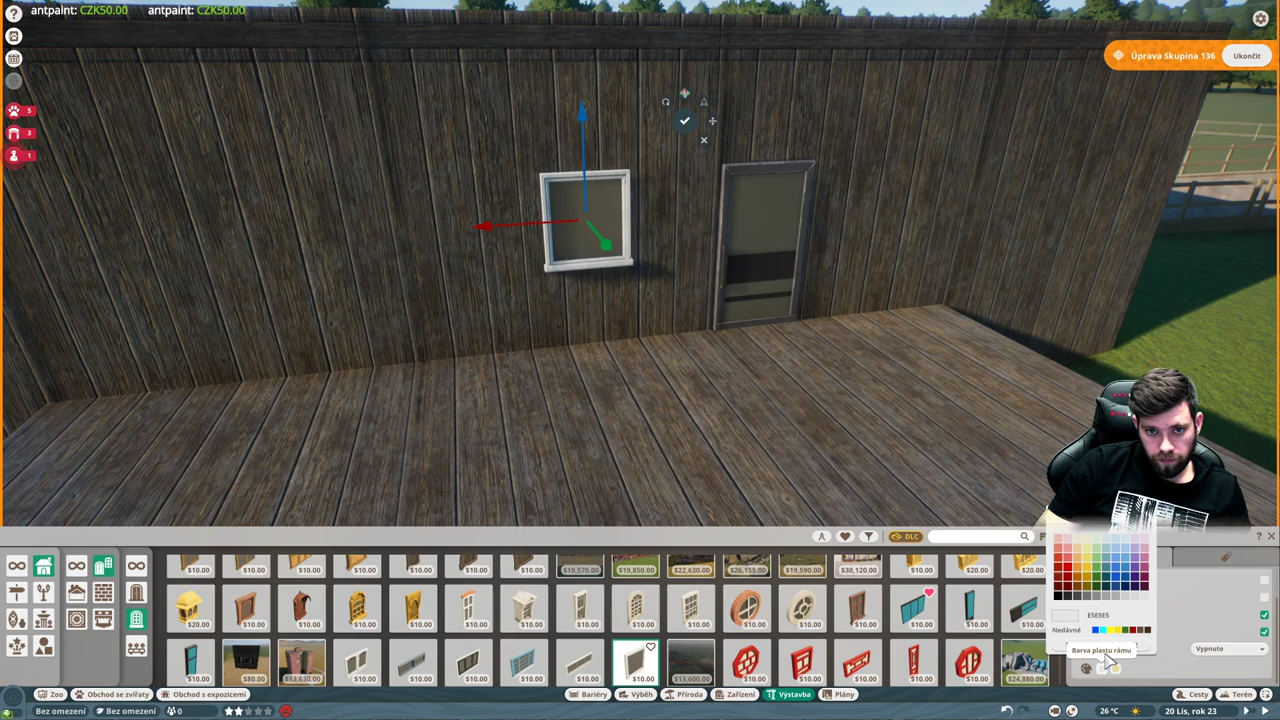 antpaint: CZK50.00 antpaint: CZK50.00
Úprava Skupina 136
Ukončit
5
3
1
DLC
$10.00 $10.00 $10.00 $10.00 $10.00 $19,570.00 $19,850.00 $22,630.00 $26,155.00 $19,590.00 $30,120.00 $10.00 $20.00 $20.00
$20.00 $10.00 $10.00 $10.00 $10.00 $10.00 $10.00 $10.00 $10.00 $10.00 $10.00 $10.00 $10.00 $10.00 $10.00 $10.00
$10.00 $80.00 $10.00 $10.00 $10.00 $10.00 $10.00 $13,600.00 $10.00 $10.00 $10.00 $10.00 $10.00 $24,880.00
E5E5E5
Nedávné
Barva plastu rámu
Vypnuto
Zoo
Obchod se zvířaty
Obchod s expozicemi
Bariéry
Výběh
Příroda
Zařízení
Výstavba
Plány
Cesty
Terén
Bez omezení
Bez omezení
0
26 °C
20 Lis, rok 23